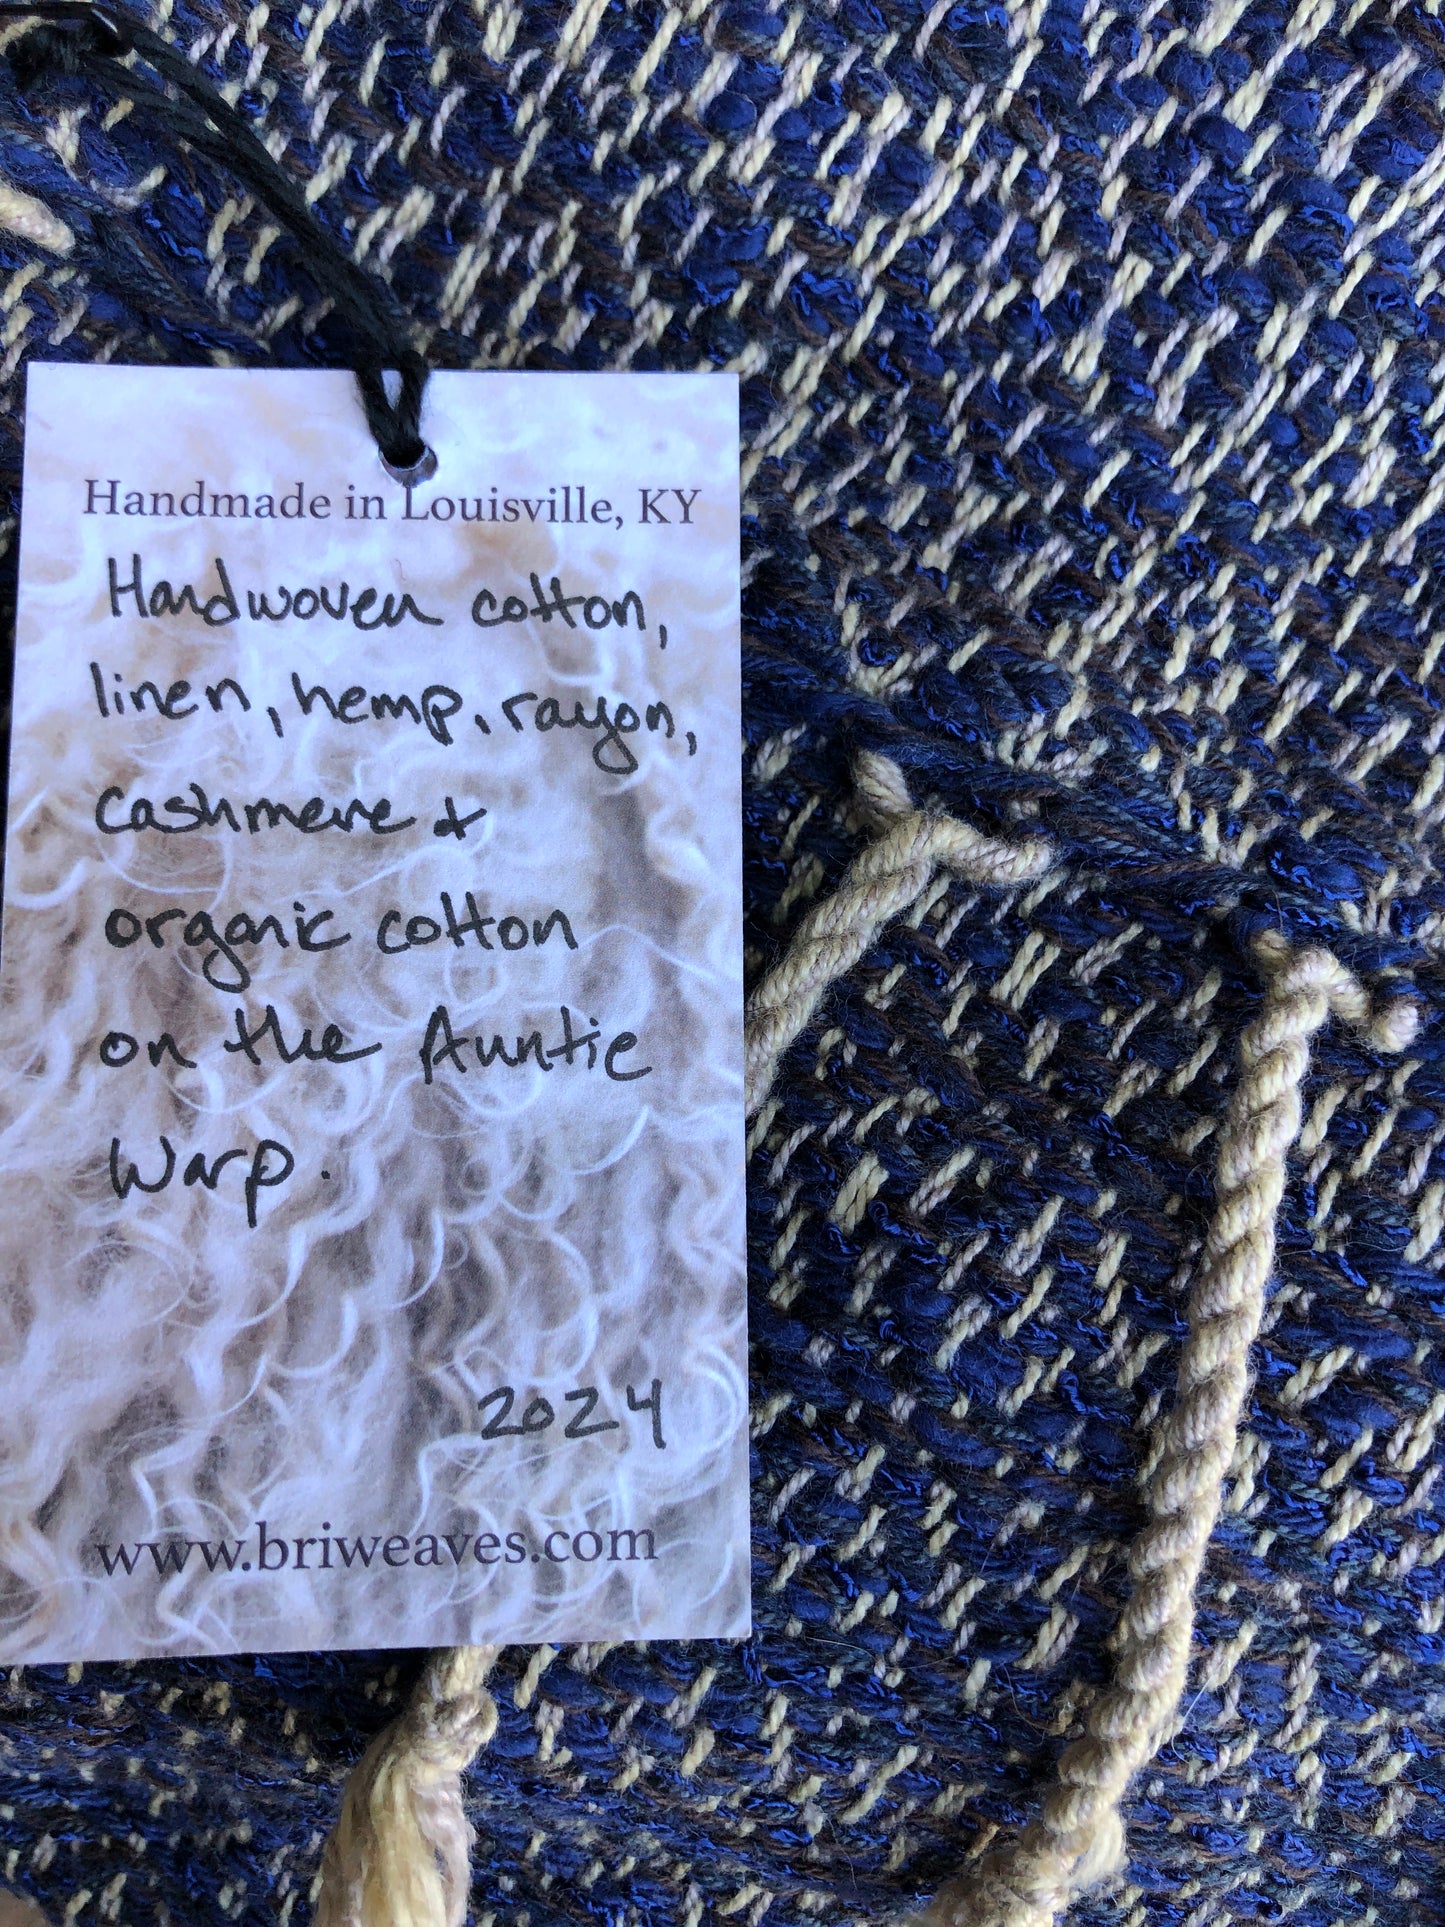 Handmade in Louisville, KY
Handwoven cotton,
linen, hemp, rayon,
cashmere &
organic cotton
on the Auntie
Warp.
2024
www.briweaves.com